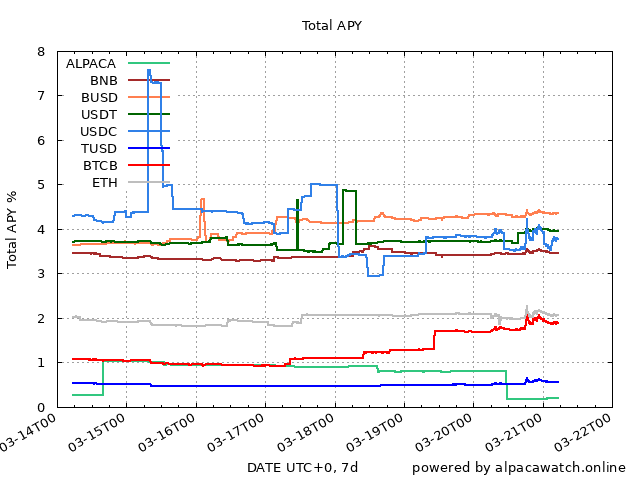 Total APY
8
7
6
5
4
3
2
1
0
Total APY %
ALPACA
BNB
BUSD
USDT
USDC
TUSD
BTCB
ETH
03-14T00
03-15T00
03-16T00
03-17T00
03-18T00
03-19T00
03-20T00
03-21T00
03-22T00
DATE UTC+0, 7d
powered by alpacawatch.online